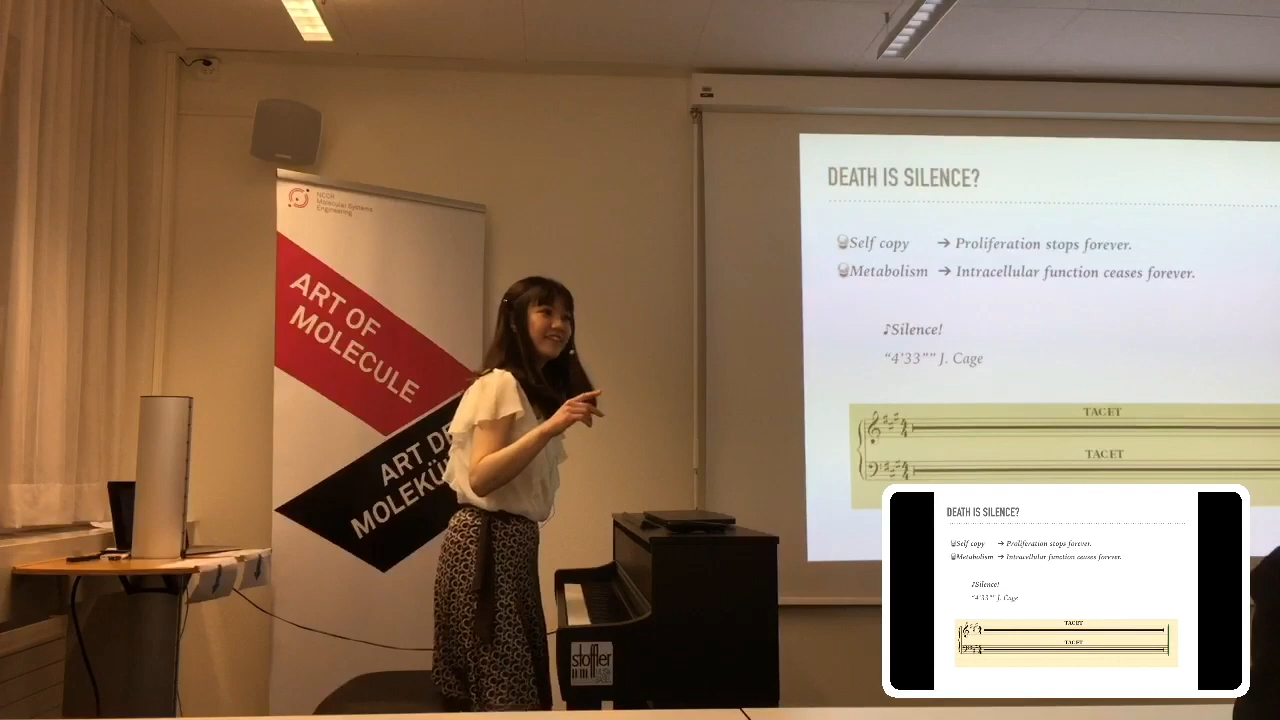 NCCR
Molecular Systems
Engineering
ART OF
MOLECULE
ART DE
MOLEKÜ
stoffler
DEATH IS SILENCE?
Self copy → Proliferation stops forever.
Metabolism → Intracellular function ceases forever.
♪Silence!
“4'33”” J. Cage
TACET
TACET
DEATH IS SILENCE?
Self copy → Proliferation stops forever.
Metabolism → Intracellular function ceases forever.
♪Silence!
“4'33”” J. Cage
TACET
TACET